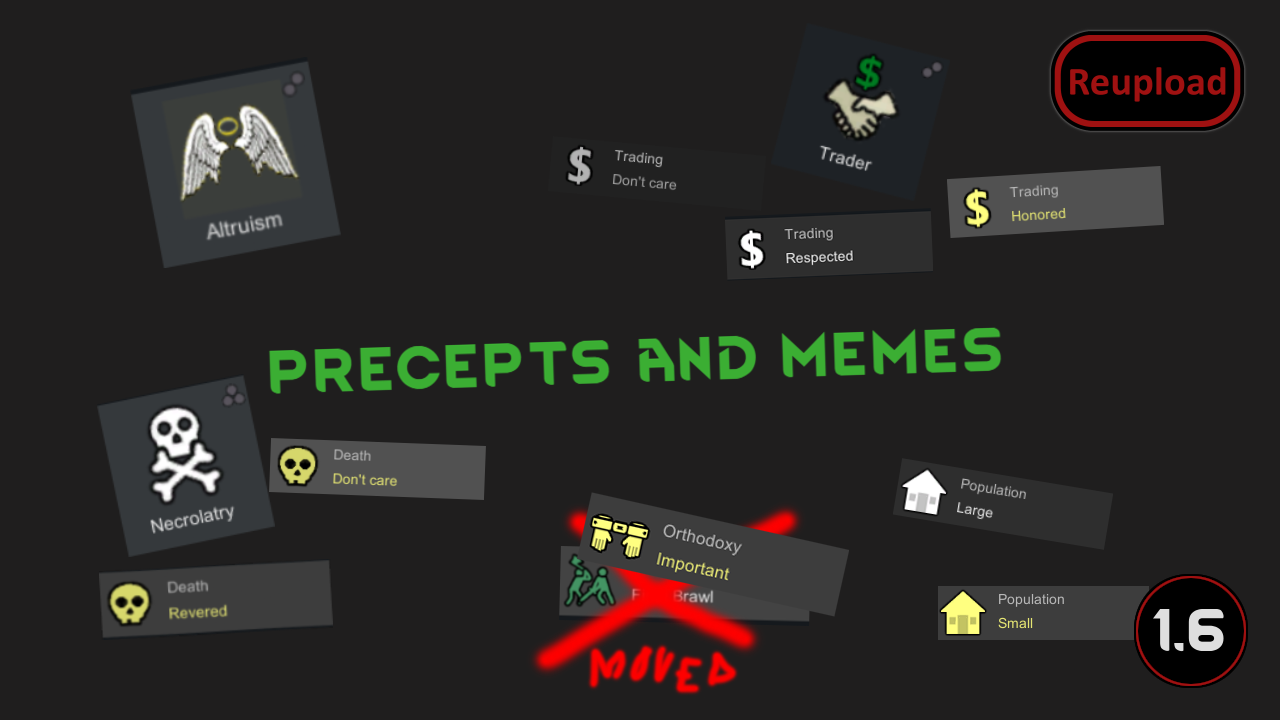 Reupload
Altruism
Trader
Trading
Don't care
Trading
Honored
Trading
Respected
PRECEPTS AND MEMES
Necrolatry
Death
Don't care
Population
Large
Orthodoxy
Important
Brawl
Death
Revered
Population
Small
1.6
MOVED